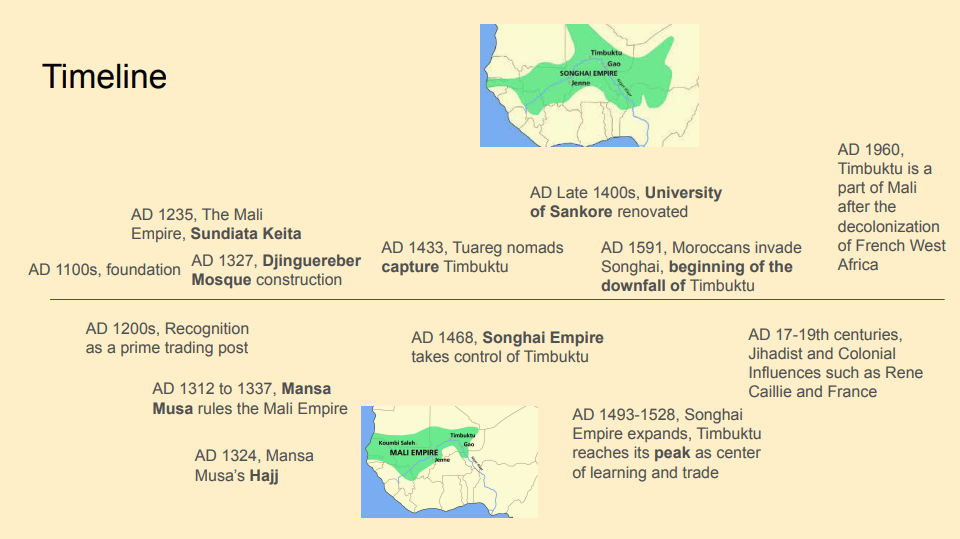 Timeline
Timbuktu
Gao
SONGHAI EMPIRE
Jenne
Niger River
AD 1960,
Timbuktu is a
part of Mali
after the
decolonization
of French West
Africa
AD Late 1400s, University
of Sankore renovated
AD 1235, The Mali
Empire, Sundiata Keita
AD 1100s, foundation
AD 1327, Djinguereber
Mosque construction
AD 1433, Tuareg nomads
capture Timbuktu
AD 1591, Moroccans invade
Songhai, beginning of the
downfall of Timbuktu
AD 1200s, Recognition
as a prime trading post
AD 1468, Songhai Empire
takes control of Timbuktu
AD 17-19th centuries,
Jihadist and Colonial
Influences such as Rene
Caillie and France
AD 1312 to 1337, Mansa
Musa rules the Mali Empire
AD 1493-1528, Songhai
Empire expands, Timbuktu
reaches its peak as center
of learning and trade
AD 1324, Mansa
Musa's Hajj
Timbuktu
Koumbi Saleh
Gao
MALI EMPIRE
Jenne
Niger River